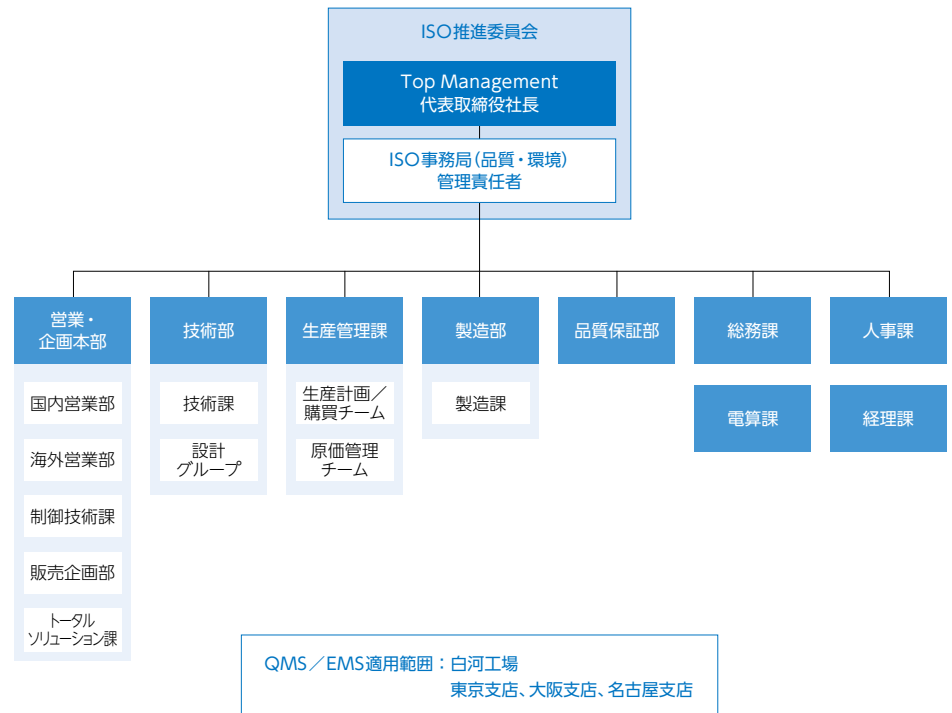 ISO推進委員会
Top Management
代表取締役社長
ISO事務局(品質・環境)
管理責任者
営業・
企画本部
国内営業部
海外営業部
制御技術課
販売企画部
トータル
ソリューション課
技術部
技術課
設計
グループ
生産管理課
生産計画／
購買チーム
原価管理
チーム
製造部
製造課
品質保証部
総務課
電算課
人事課
経理課
QMS／EMS適用範囲：白河工場
東京支店、大阪支店、名古屋支店